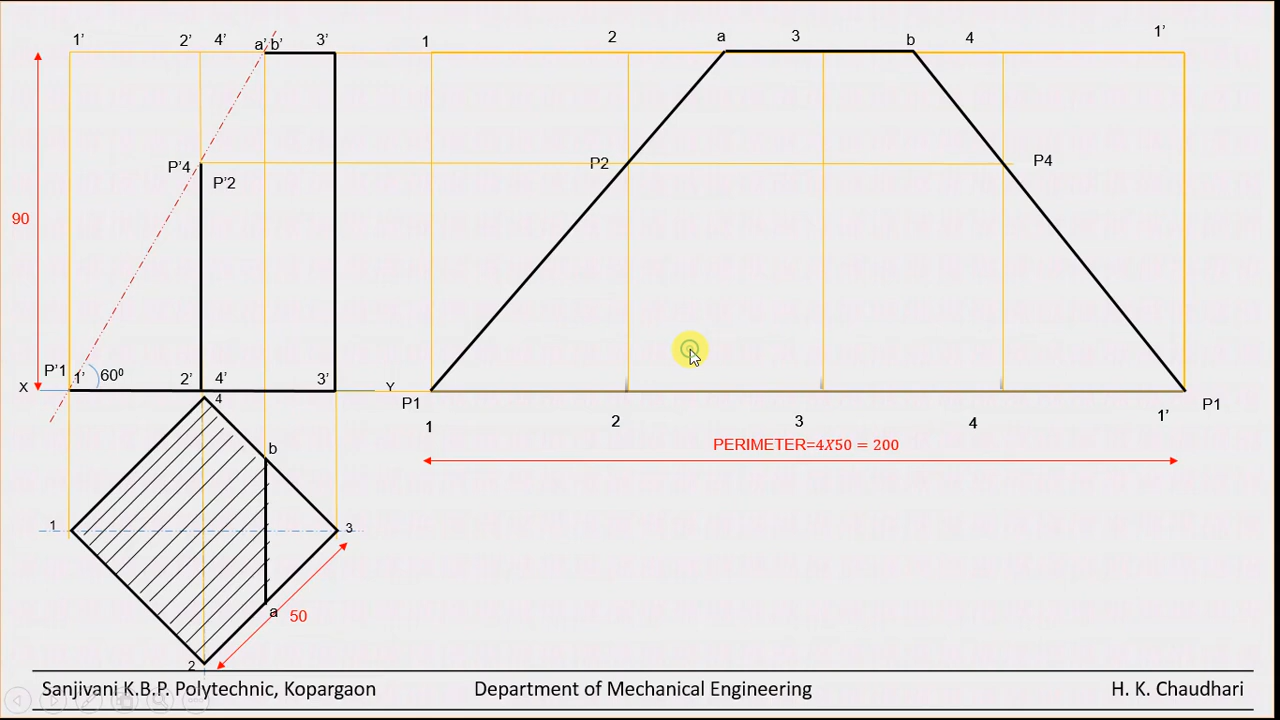 1' 2' 4' a' b' 3' 1 2 a 3 b 4 1'
P'4 P'2 P2 P4
90
P'1 1' 60⁰ 2' 4' 3'
X Y P1 P1
4 1 2 3 4 1'
PERIMETER=4X50 = 200
b
1 3
a 50
2
Sanjivani K.B.P. Polytechnic, Kopargaon Department of Mechanical Engineering H. K. Chaudhari